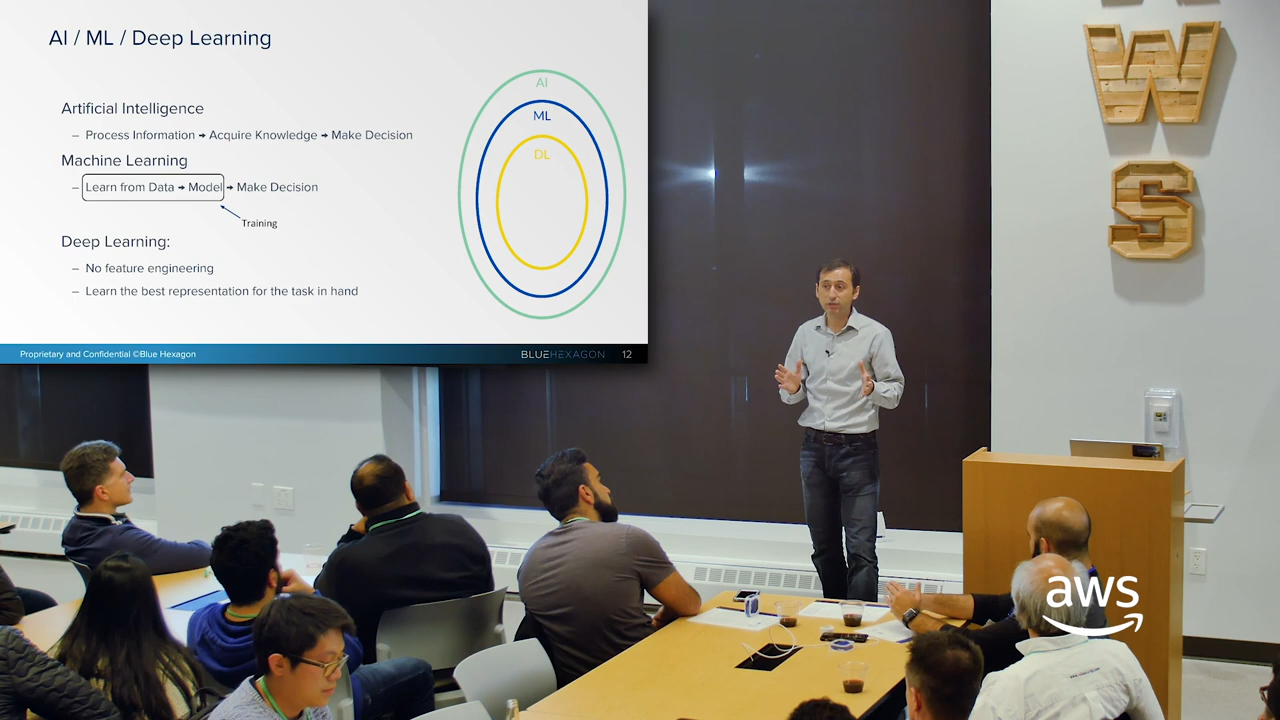 AI / ML / Deep Learning
Artificial Intelligence
– Process Information → Acquire Knowledge → Make Decision
Machine Learning
– Learn from Data → Model → Make Decision
Training
Deep Learning:
– No feature engineering
– Learn the best representation for the task in hand
AI
ML
DL
Proprietary and Confidential ©Blue Hexagon
BLUEHEXAGON
12
W
S
aws